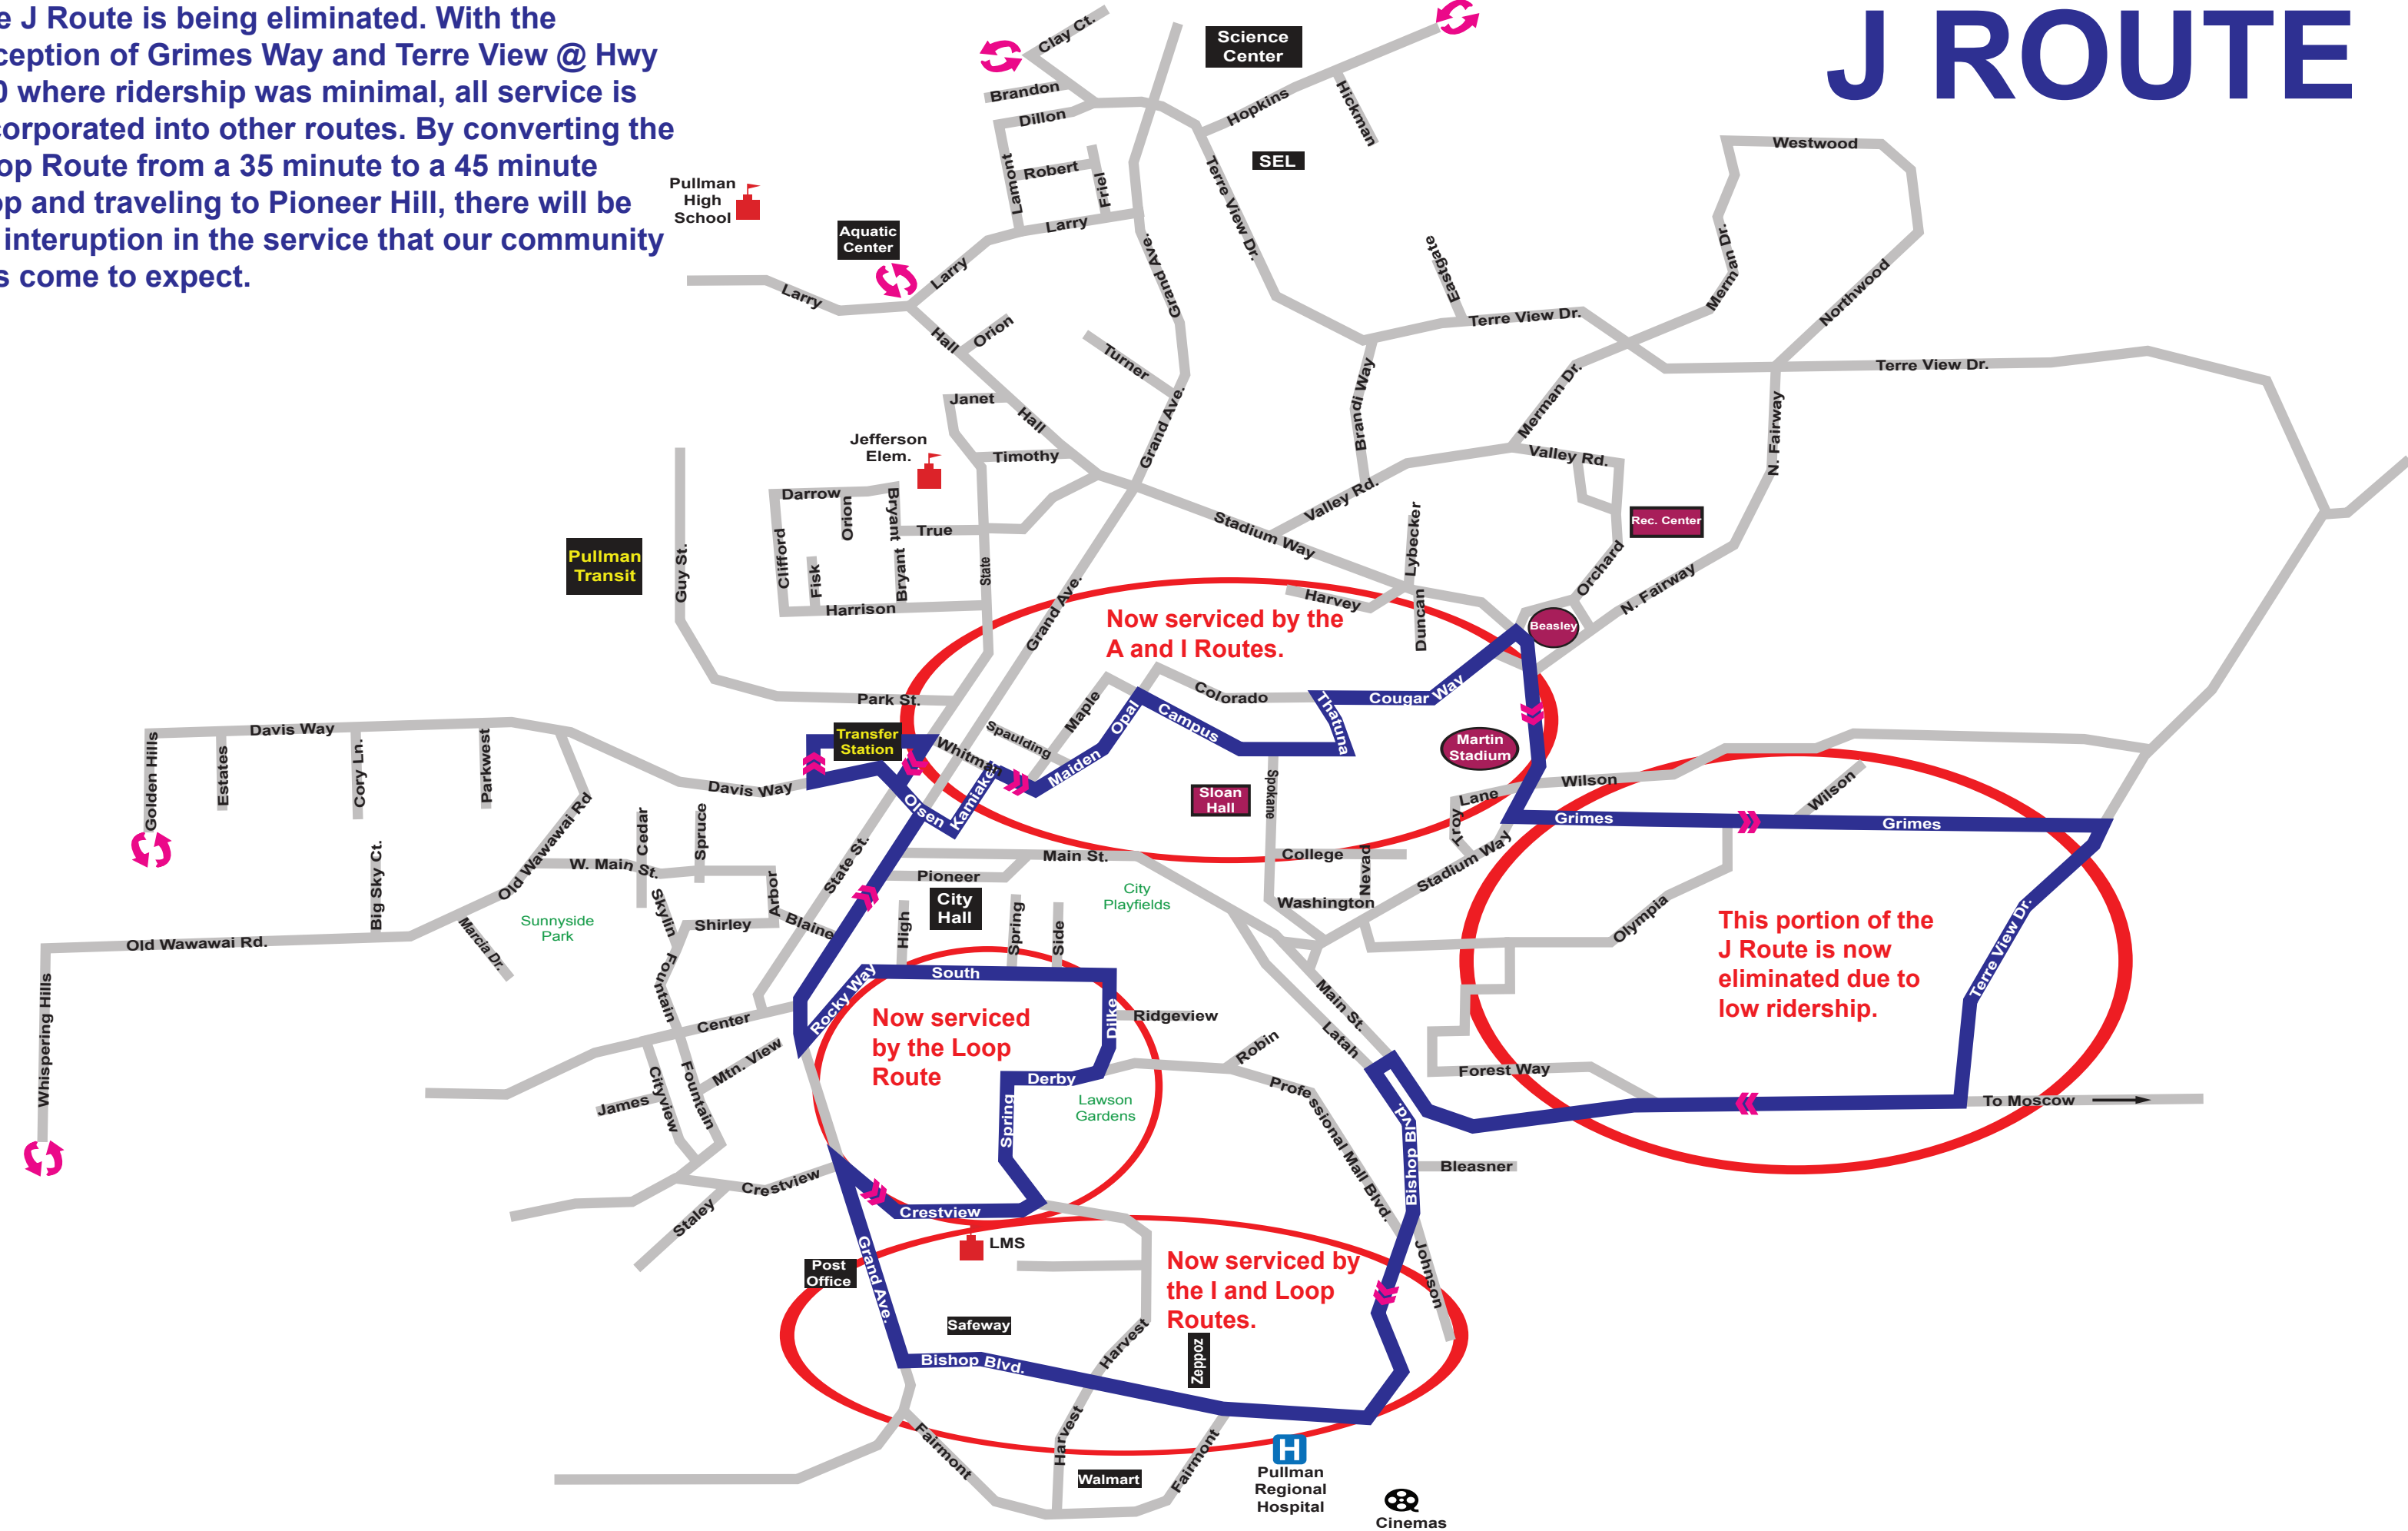 e J Route is being eliminated. With the
ception of Grimes Way and Terre View @ Hwy
0 where ridership was minimal, all service is
corporated into other routes. By converting the
op Route from a 35 minute to a 45 minute
op and traveling to Pioneer Hill, there will be
interuption in the service that our community
s come to expect.
J ROUTE
Clay Ct.
Science
Center
Brandon
Dillon
Hopkins
Hickman
SEL
Westwood
Lamont
Robert
Friel
Terre View Dr.
Pullman
High
School
Aquatic
Center
Larry
Larry
Larry
Grand Ave.
Eastgate
Merman Dr.
Northwood
Hall
Orion
Turner
Terre View Dr.
Terre View Dr.
Brandi Way
Merman Dr.
N. Fairway
Janet
Hall
Grand Ave.
Jefferson
Elem.
Timothy
Valley Rd.
Darrow
Orion
Bryant
True
Valley Rd.
Stadium Way
Lybecker
Rec. Center
Pullman
Transit
Guy St.
Clifford
Fisk
Bryant
State
Harrison
Grand Ave.
Harvey
Duncan
Orchard
N. Fairway
Beasley
Now serviced by the
A and I Routes.
Park St.
Maple
Colorado
Thatuna
Cougar Way
Opal
Campus
Davis Way
Golden Hills
Estates
Cory Ln.
Parkwest
Transfer
Station
Whitman
Spaulding
Maiden
Martin
Stadium
Davis Way
Olsen
Kamiaker
Sloan
Hall
Spokane
Wilson
Lane
Troy
Wilson
Grimes
Grimes
Old Wawawai Rd
Cedar
Spruce
W. Main St.
State St.
Main St.
College
Nevad
Stadium Way
Pioneer
City
Hall
City
Playfields
Washington
Big Sky Ct.
Arbor
Skylin
Shirley
Blaine
High
Spring
Side
Sunnyside
Park
Marcia Dr.
Old Wawawai Rd.
Olympia
This portion of the
J Route is now
eliminated due to
low ridership.
Terre View Dr.
Whispering Hills
Fountain
Center
Rocky Way
South
Dilke
Ridgeview
Main St.
Latah
Now serviced
by the Loop
Route
Mtn. View
James
Cityview
Fountain
Derby
Spring
Lawson
Gardens
Robin
Professional Mall Blvd.
Forest Way
To Moscow
Bishop Blvd.
Bleasner
Crestview
Staley
Crestview
LMS
Post
Office
Grand Ave.
Now serviced by
the I and Loop
Routes.
Johnson
Safeway
Harvest
Zeppoz
Bishop Blvd.
Fairmont
Harvest
Walmart
Fairmont
H
Pullman
Regional
Hospital
Cinemas